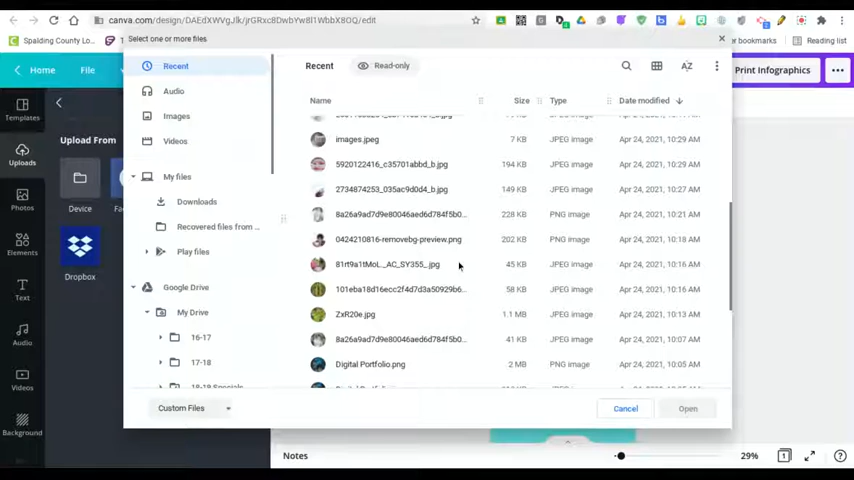 canva.com/design/DAEdXWVgJlk/jrGRxc8DwbYw8l1WbbX8OQ/edit
Spalding County Lo...
bookmarks
Reading list
Select one or more files
Home
File
Print Infographics
Templates
Uploads
Photos
Elements
Text
Audio
Videos
Background
Upload From
Device
Dropbox
Recent
Audio
Images
Videos
My files
Downloads
Recovered files from ...
Play files
Google Drive
My Drive
16-17
17-18
18-19 Specials
Recent
Read-only
AZ
Name Size Type Date modified
images.jpeg 7 KB JPEG image Apr 24, 2021, 10:29 AM
5920122416_c35701abbd_b.jpg 194 KB JPEG image Apr 24, 2021, 10:29 AM
2734874253_035ac9d0d4_b.jpg 149 KB JPEG image Apr 24, 2021, 10:27 AM
8a26a9ad7d9e80046aed6d784f5b0... 228 KB PNG image Apr 24, 2021, 10:21 AM
0424210816-removebg-preview.png 202 KB PNG image Apr 24, 2021, 10:18 AM
81rt9a1tMoL._AC_SY355_.jpg 45 KB JPEG image Apr 24, 2021, 10:16 AM
101eba18d16ecc2f4d7d3a50929b6... 58 KB JPEG image Apr 24, 2021, 10:16 AM
ZxR20e.jpg 1.1 MB JPEG image Apr 24, 2021, 10:13 AM
8a26a9ad7d9e80046aed6d784f5b0... 41 KB JPEG image Apr 24, 2021, 10:07 AM
Digital Portfolio.png 2 MB PNG image Apr 24, 2021, 10:05 AM
Custom Files
Cancel
Open
Notes
29%
1